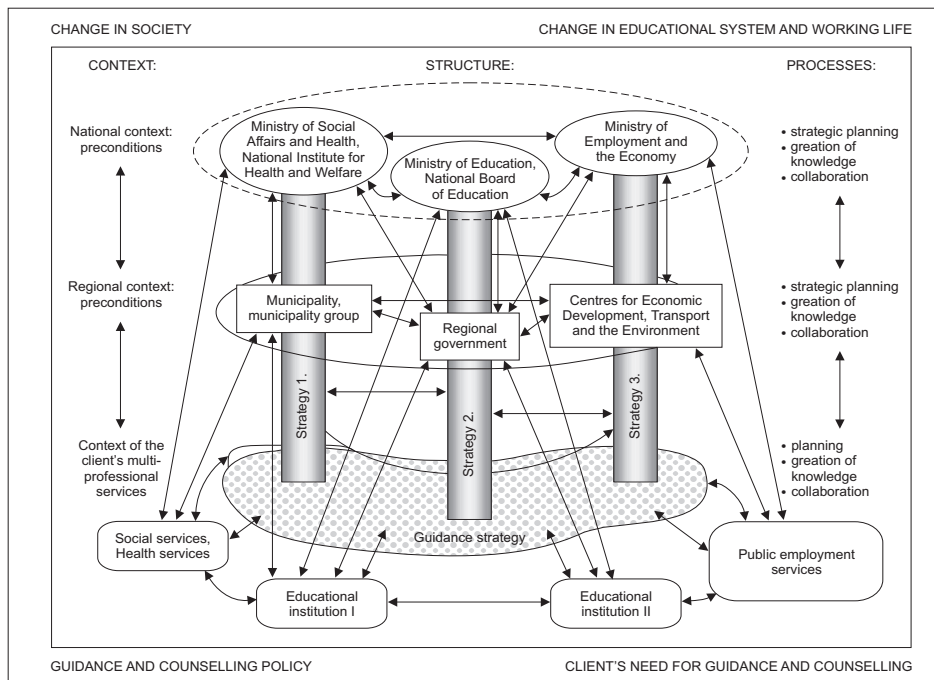 CHANGE IN SOCIETY
CHANGE IN EDUCATIONAL SYSTEM AND WORKING LIFE
CONTEXT:
STRUCTURE:
PROCESSES:
National context:
preconditions
Ministry of Social
Affairs and Health,
National Institute for
Health and Welfare
Ministry of Education,
National Board
of Education
Ministry of
Employment and
the Economy
• strategic planning
• greation of
knowledge
• collaboration
Regional context:
preconditions
Municipality,
municipality group
Regional
government
Centres for Economic
Development, Transport
and the Environment
• strategic planning
• greation of
knowledge
• collaboration
Strategy 1.
Strategy 2.
Strategy 3.
Context of the
client's multi-
professional
services
• planning
• greation of
knowledge
• collaboration
Guidance strategy
Social services,
Health services
Public employment
services
Educational
institution I
Educational
institution II
GUIDANCE AND COUNSELLING POLICY
CLIENT'S NEED FOR GUIDANCE AND COUNSELLING